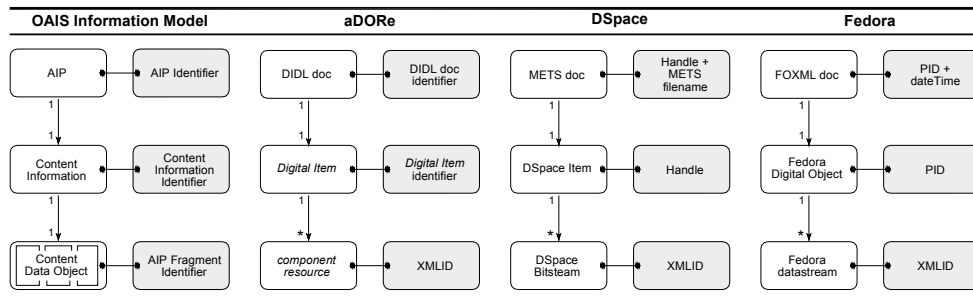 OAIS Information Model
aDORe
DSpace
Fedora
AIP
AIP Identifier
DIDL doc
DIDL doc
identifier
METS doc
Handle +
METS
filename
FOXML doc
PID +
dateTime
1
1
1
1
1
1
1
1
Content
Information
Content
Information
Identifier
Digital Item
Digital Item
identifier
DSpace Item
Handle
Fedora
Digital Object
PID
1
1
1
1
1
*
*
*
Content
Data Object
AIP Fragment
Identifier
component
resource
XMLID
DSpace
Bitsteam
XMLID
Fedora
datastream
XMLID